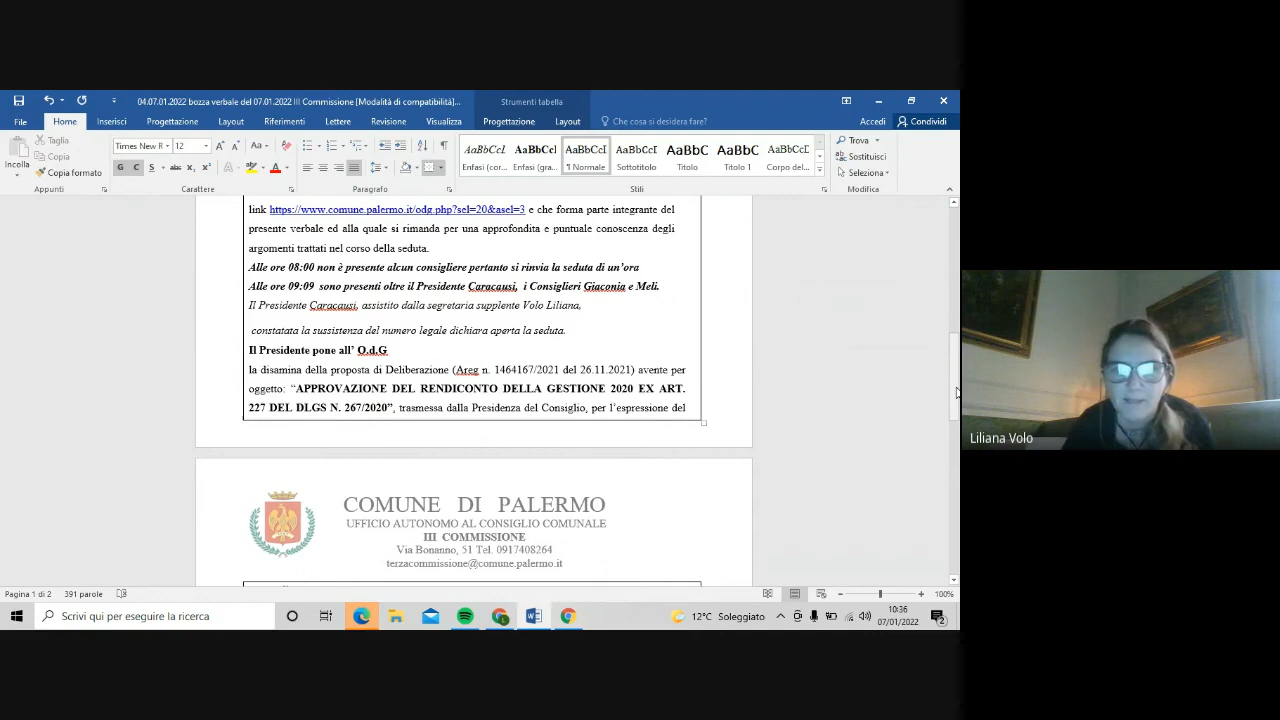 04.07.01.2022 bozza verbale del 07.01.2022 III Commissione [Modalità di compatibilità]...
Strumenti tabella
File Home Inserisci Progettazione Layout Riferimenti Lettere Revisione Visualizza Progettazione Layout Che cosa si desidera fare? Accedi Condividi
Incolla
Taglia
Copia
Copia formato
Appunti
Times New R 12
G C S abc x₂ x²
Carattere
Paragrafo
AaBbCcL AaBbCcl AaBbCcI AaBbCcI AaBbC AaBbC AaBbCcI
Enfasi (cor... Enfasi (gra... ¶ Normale Sottotitolo Titolo Titolo 1 Corpo del...
Stili
Trova
Sostituisci
Seleziona
Modifica
link https://www.comune.palermo.it/odg.php?sel=20&asel=3 e che forma parte integrante del
presente verbale ed alla quale si rimanda per una approfondita e puntuale conoscenza degli
argomenti trattati nel corso della seduta.
Alle ore 08:00 non è presente alcun consigliere pertanto si rinvia la seduta di un'ora
Alle ore 09:09 sono presenti oltre il Presidente Caracausi, i Consiglieri Giaconia e Meli.
Il Presidente Caracausi, assistito dalla segretaria supplente Volo Liliana,
constatata la sussistenza del numero legale dichiara aperta la seduta.
Il Presidente pone all' O.d.G
la disamina della proposta di Deliberazione (Areg n. 1464167/2021 del 26.11.2021) avente per
oggetto: "APPROVAZIONE DEL RENDICONTO DELLA GESTIONE 2020 EX ART.
227 DEL DLGS N. 267/2020", trasmessa dalla Presidenza del Consiglio, per l'espressione del
COMUNE DI PALERMO
UFFICIO AUTONOMO AL CONSIGLIO COMUNALE
III COMMISSIONE
Via Bonanno, 51 Tel. 0917408264
terzacommissione@comune.palermo.it
Pagina 1 di 2 391 parole 100%
Scrivi qui per eseguire la ricerca
12°C Soleggiato
10:36
07/01/2022
2
Liliana Volo